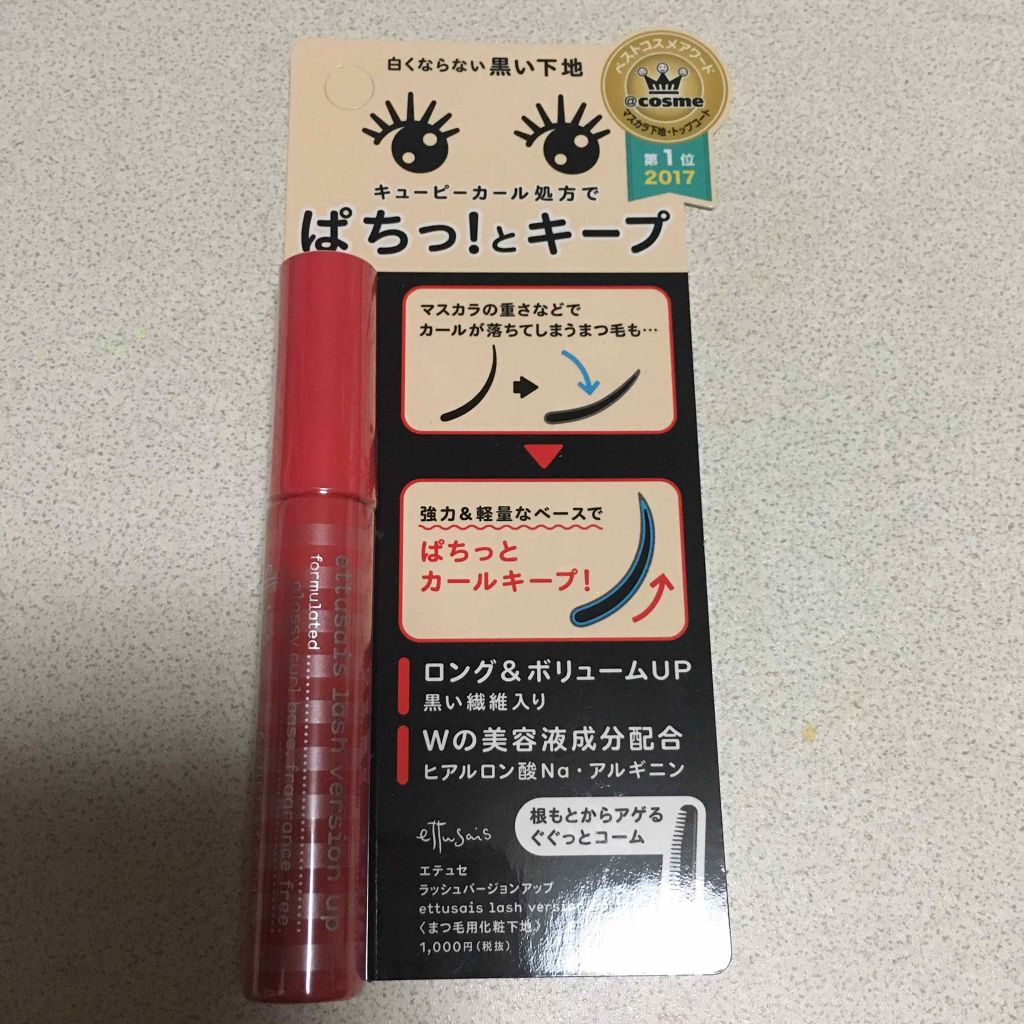 白くならない黒い下地
ベストコスメアワード
@cosme
マスカラ下地・トップコート
第1位
2017
キューピーカール処方で
ぱちっ!とキープ
マスカラの重さなどで
カールが落ちてしまうまつ毛も…
強力&軽量なベースで
ぱちっと
カールキープ!
ロング&ボリュームUP
黒い繊維入り
Wの美容液成分配合
ヒアルロン酸Na・アルギニン
根もとからアゲる
ぐぐっとコーム
ettusais
エテュセ
ラッシュバージョンアップ
ettusais lash version up
〈まつ毛用化粧下地〉
1,000円(税抜)
ettusais lash version up
formulated
glossy curl base,fragrance free